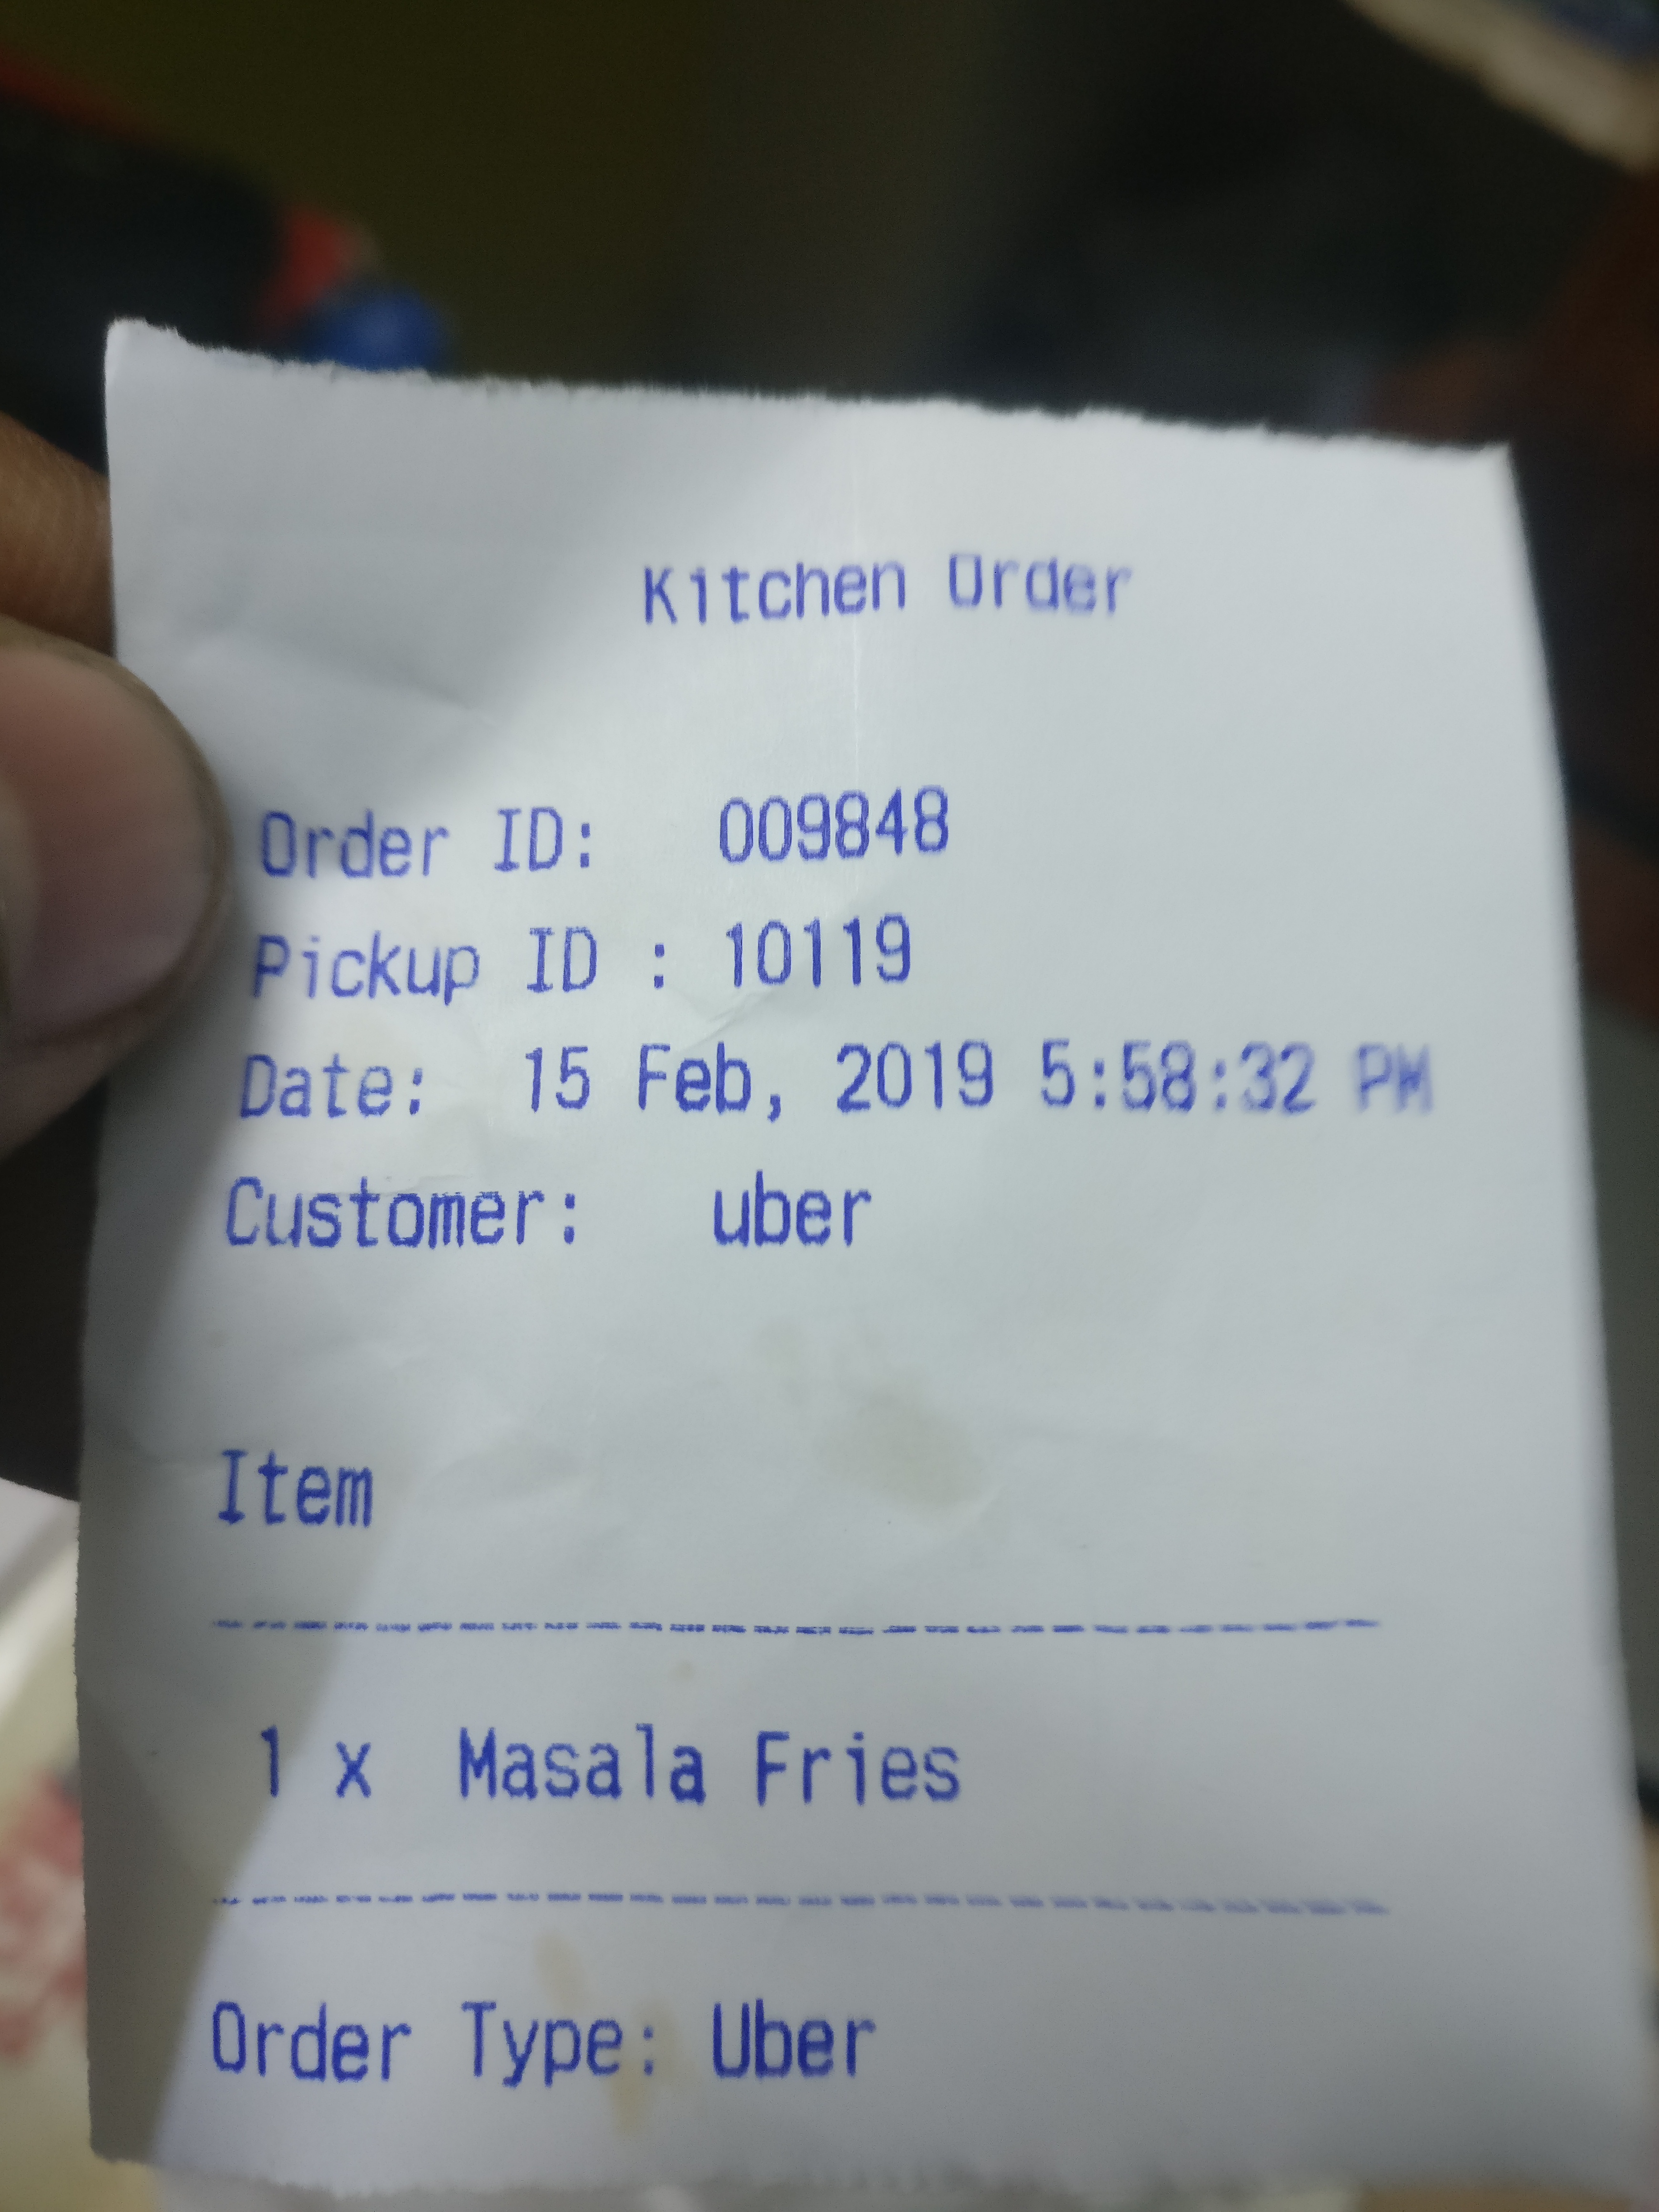 Kitchen Order
Order ID: 009848
Pickup ID : 10119
Date: 15 Feb, 2019 5:58:32 PM
Customer: uber
Item
1 x Masala Fries
Order Type: Uber